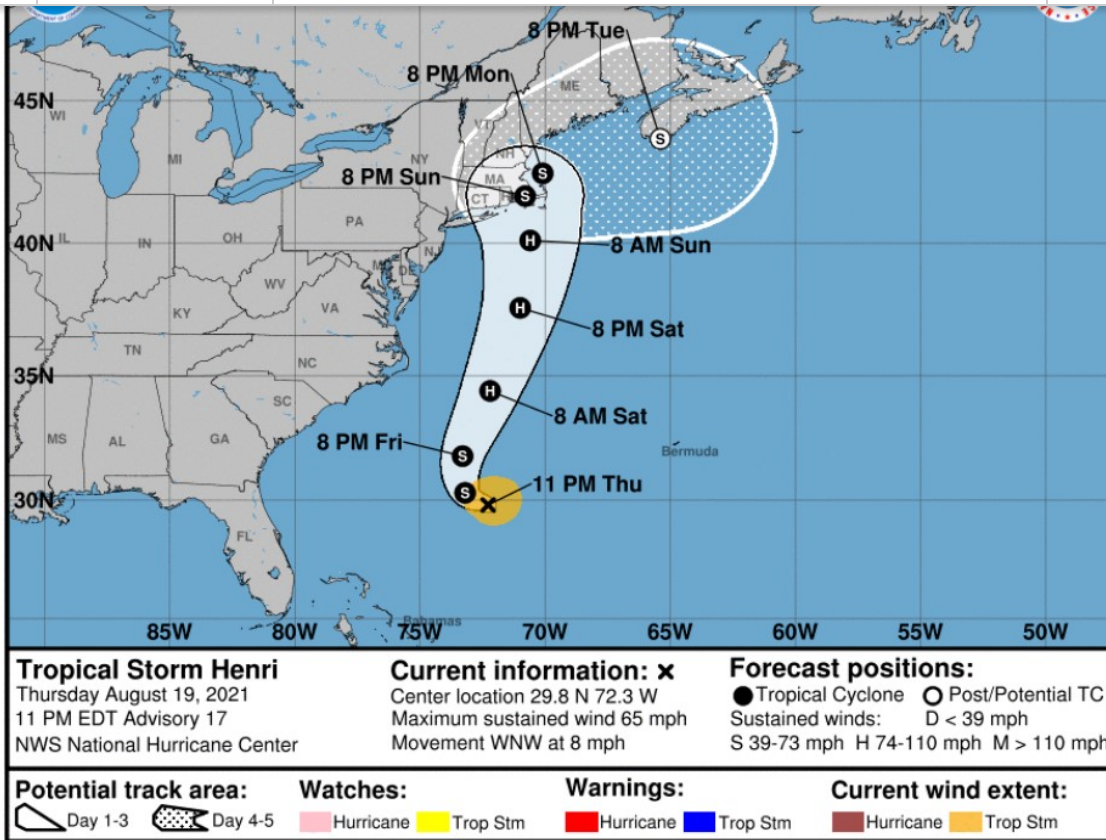 8 PM Tue
8 PM Mon
45N
WI
ME
VT
MI
NY
NH
8 PM Sun
MA
CT
PA
40N
IL
IN
OH
NJ
8 AM Sun
DE
WV
KY
VA
8 PM Sat
TN
NC
35N
SC
8 AM Sat
MS
AL
GA
8 PM Fri
Bermuda
11 PM Thu
30N
FL
Bahamas
85W 80W 75W 70W 65W 60W 55W 50W
H
H
H
S
S
S
S
S
Tropical Storm Henri
Thursday August 19, 2021
11 PM EDT Advisory 17
NWS National Hurricane Center
Current information: ×
Center location 29.8 N 72.3 W
Maximum sustained wind 65 mph
Movement WNW at 8 mph
Forecast positions:
Tropical Cyclone Post/Potential TC
Sustained winds: D < 39 mph
S 39-73 mph H 74-110 mph M > 110 mph
Potential track area:
Day 1-3 Day 4-5
Watches:
Hurricane Trop Stm
Warnings:
Hurricane Trop Stm
Current wind extent:
Hurricane Trop Stm